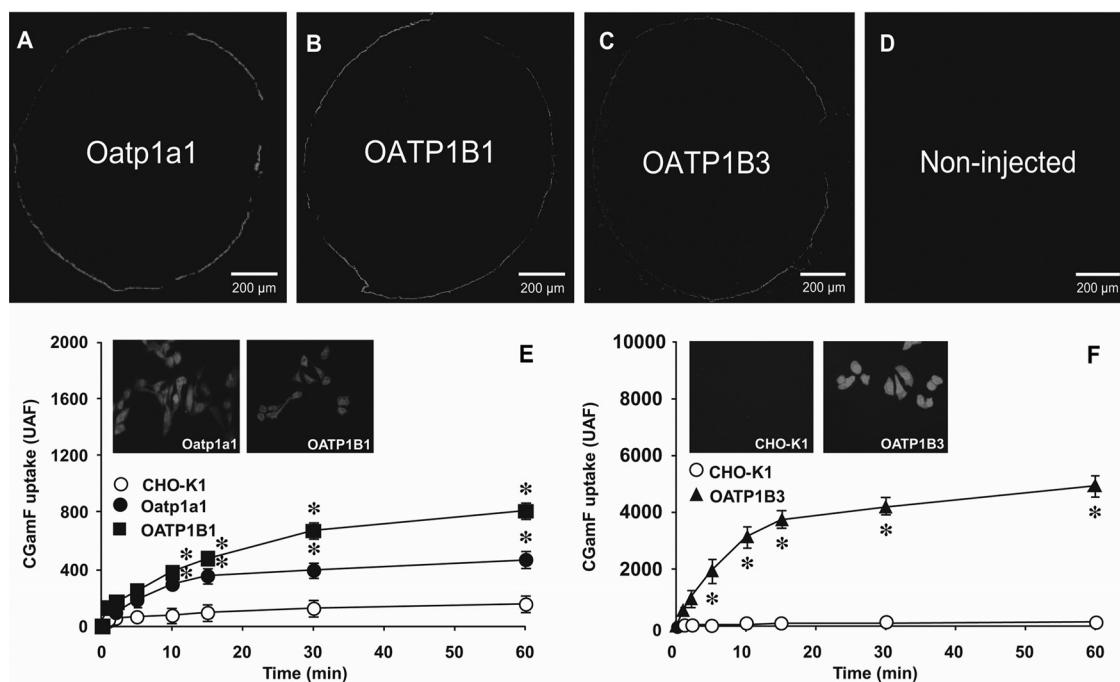 A
Oatp1a1
200 µm
B
OATP1B1
200 µm
C
OATP1B3
200 µm
D
Non-injected
200 µm
E
2000
1600
1200
800
400
0
CGamF uptake (UAF)
Oatp1a1
OATP1B1
CHO-K1
Oatp1a1
OATP1B1
*
*
*
*
*
*
*
*
0 10 20 30 40 50 60
Time (min)
F
10000
8000
6000
4000
2000
0
CGamF uptake (UAF)
CHO-K1
OATP1B3
CHO-K1
OATP1B3
*
*
*
*
*
0 10 20 30 40 50 60
Time (min)